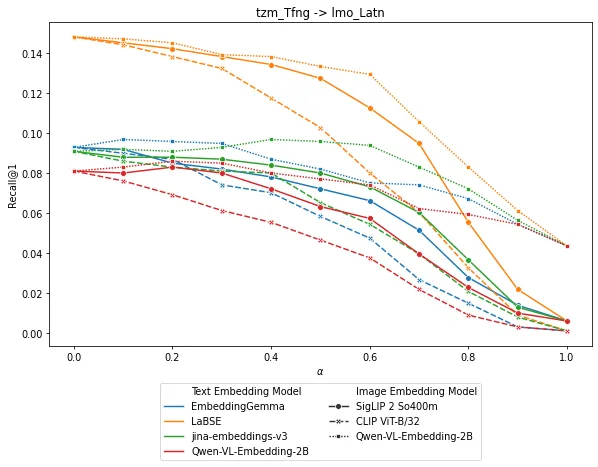 tzm_Tfng -> lmo_Latn
0.14
0.12
0.10
0.08
0.06
0.04
0.02
0.00
Recall@1
0.0 0.2 0.4 0.6 0.8 1.0
α
Text Embedding Model Image Embedding Model
EmbeddingGemma SigLIP 2 So400m
LaBSE CLIP ViT-B/32
jina-embeddings-v3 Qwen-VL-Embedding-2B
Qwen-VL-Embedding-2B